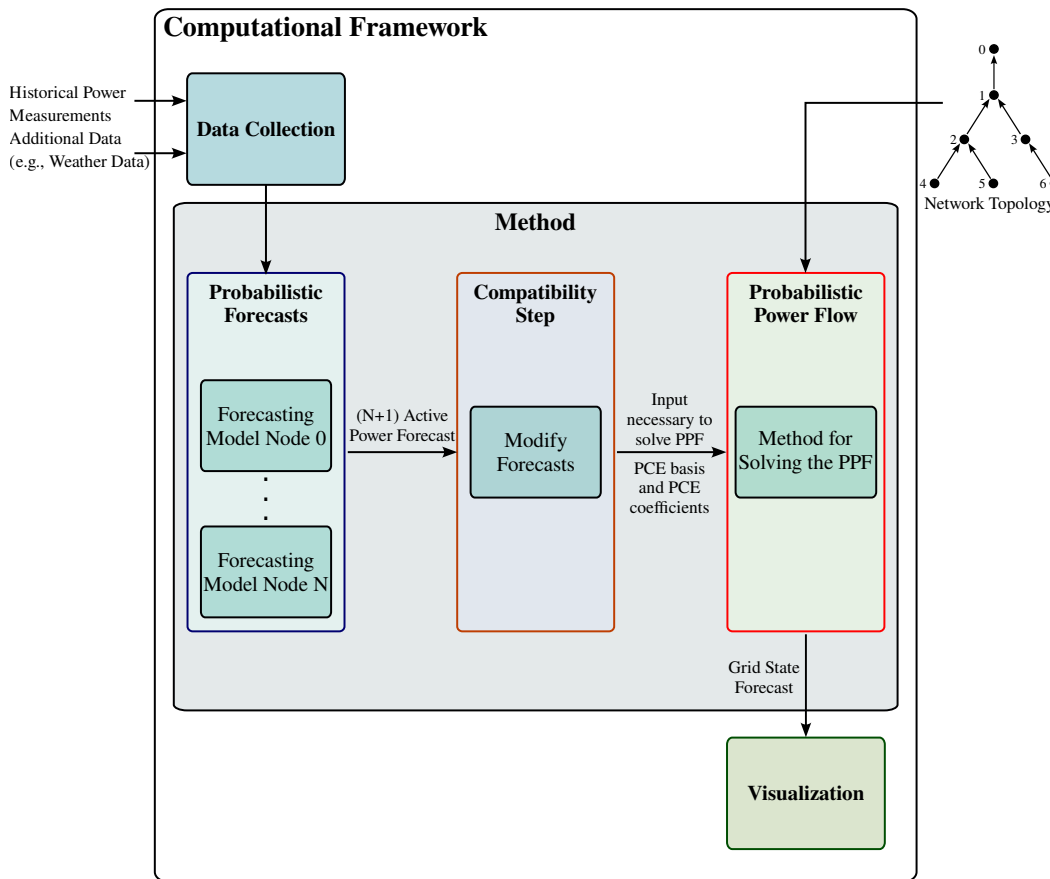 Computational Framework
Historical Power
Measurements
Additional Data
(e.g., Weather Data)
Data Collection
0
1
2
3
4
5
6
Network Topology
Method
Probabilistic
Forecasts
Forecasting
Model Node 0
.
.
.
Forecasting
Model Node N
(N+1) Active
Power Forecast
Compatibility
Step
Modify
Forecasts
Input
necessary to
solve PPF
PCE basis
and PCE
coefficients
Probabilistic
Power Flow
Method for
Solving the PPF
Grid State
Forecast
Visualization